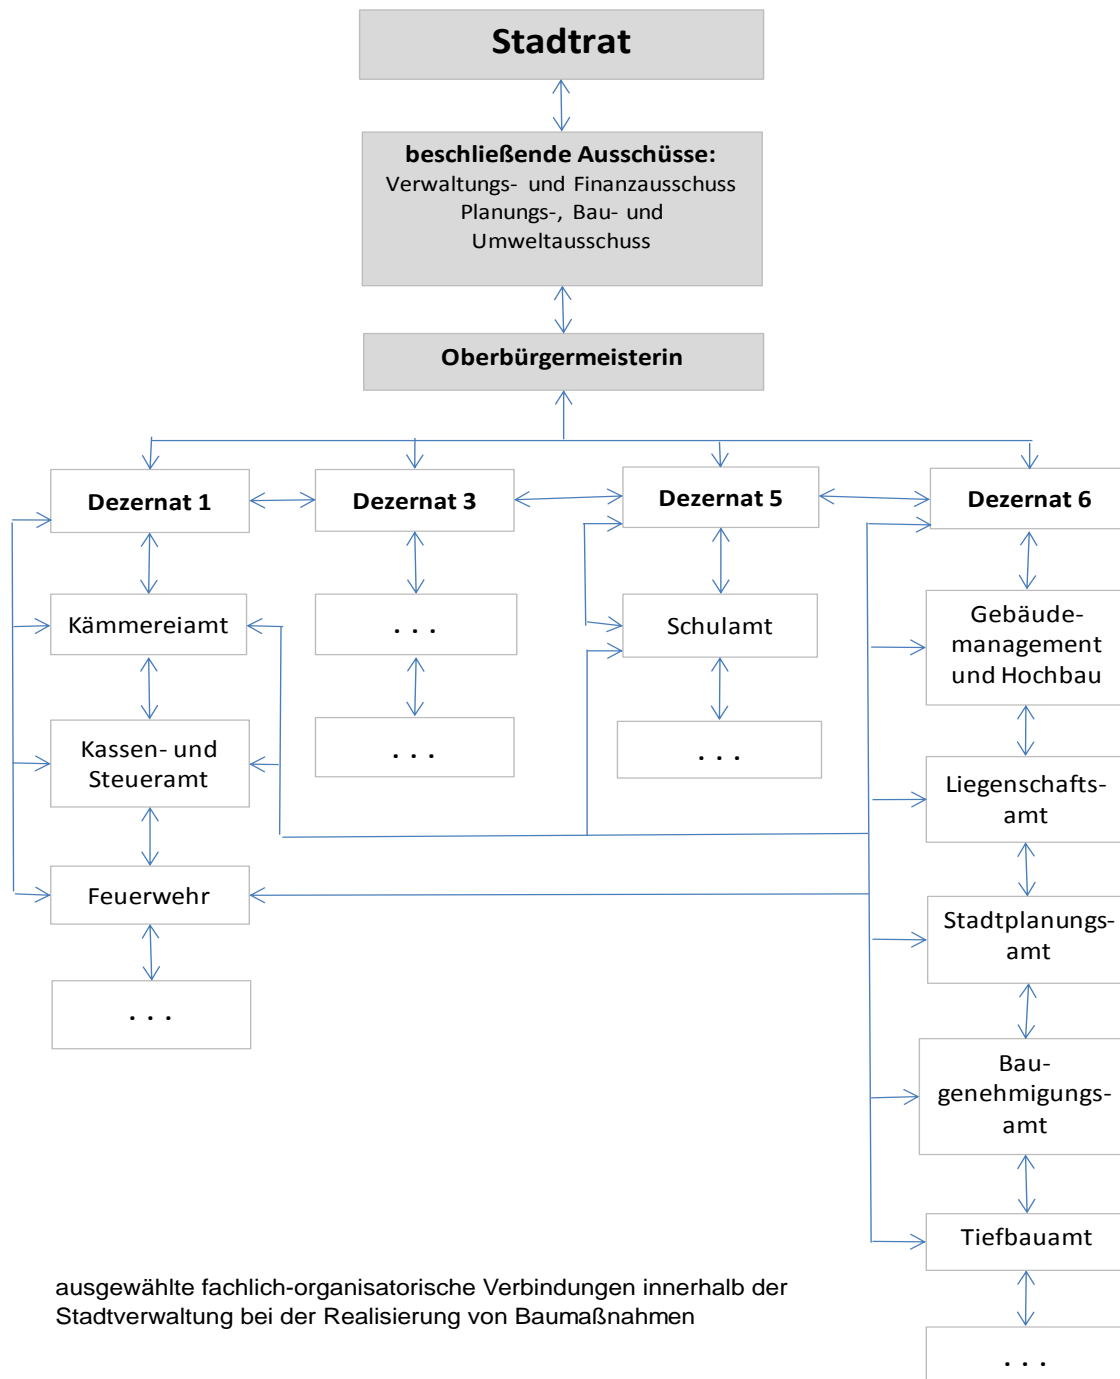 Stadtrat
beschließende Ausschüsse:
Verwaltungs- und Finanzausschuss
Planungs-, Bau- und
Umweltausschuss
Oberbürgermeisterin
Dezernat 1
Dezernat 3
Dezernat 5
Dezernat 6
Kämmereiamt
. . .
Schulamt
Gebäude-
management
und Hochbau
Kassen- und
Steueramt
. . .
. . .
Liegenschafts-
amt
Feuerwehr
Stadtplanungs-
amt
. . .
Bau-
genehmigungs-
amt
Tiefbauamt
. . .
ausgewählte fachlich-organisatorische Verbindungen innerhalb der
Stadtverwaltung bei der Realisierung von Baumaßnahmen